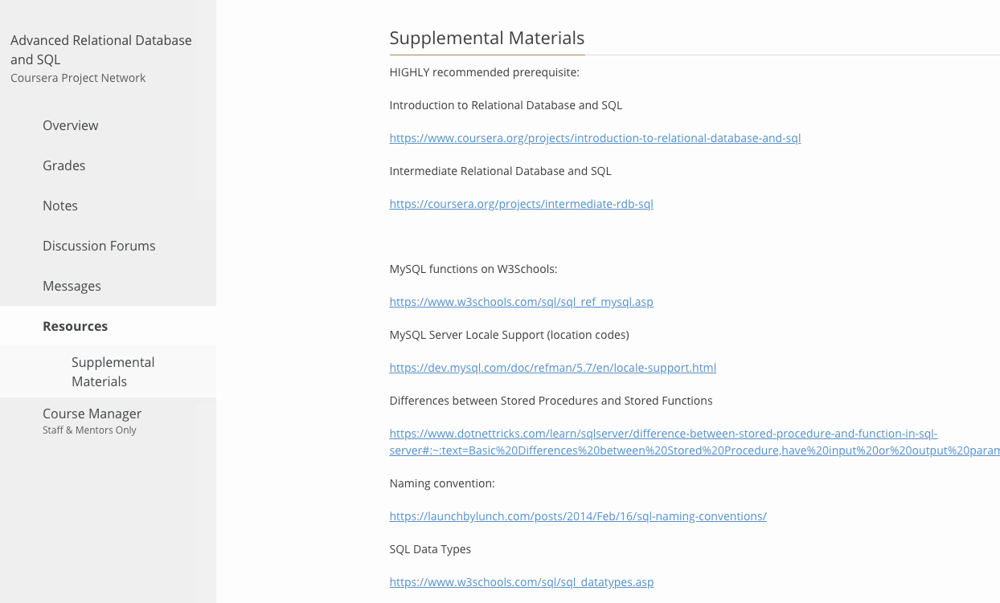 Advanced Relational Database
and SQL
Coursera Project Network
Overview
Grades
Notes
Discussion Forums
Messages
Resources
Supplemental
Materials
Course Manager
Staff & Mentors Only
Supplemental Materials
HIGHLY recommended prerequisite:
Introduction to Relational Database and SQL
https://www.coursera.org/projects/introduction-to-relational-database-and-sql
Intermediate Relational Database and SQL
https://coursera.org/projects/intermediate-rdb-sql
MySQL functions on W3Schools:
https://www.w3schools.com/sql/sql_ref_mysql.asp
MySQL Server Locale Support (location codes)
https://dev.mysql.com/doc/refman/5.7/en/locale-support.html
Differences between Stored Procedures and Stored Functions
https://www.dotnettricks.com/learn/sqlserver/difference-between-stored-procedure-and-function-in-sql-
server#:~:text=Basic%20Differences%20between%20Stored%20Procedure,have%20input%20or%20output%20param
Naming convention:
https://launchbylunch.com/posts/2014/Feb/16/sql-naming-conventions/
SQL Data Types
https://www.w3schools.com/sql/sql_datatypes.asp